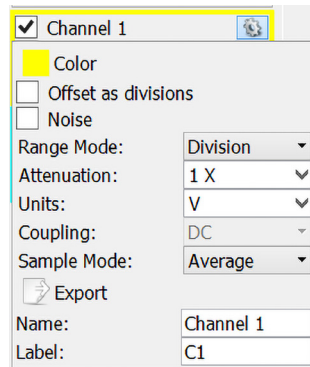 Channel 1
Color
Offset as divisions
Noise
Range Mode: Division
Attenuation: 1 X
Units: V
Coupling: DC
Sample Mode: Average
Export
Name: Channel 1
Label: C1